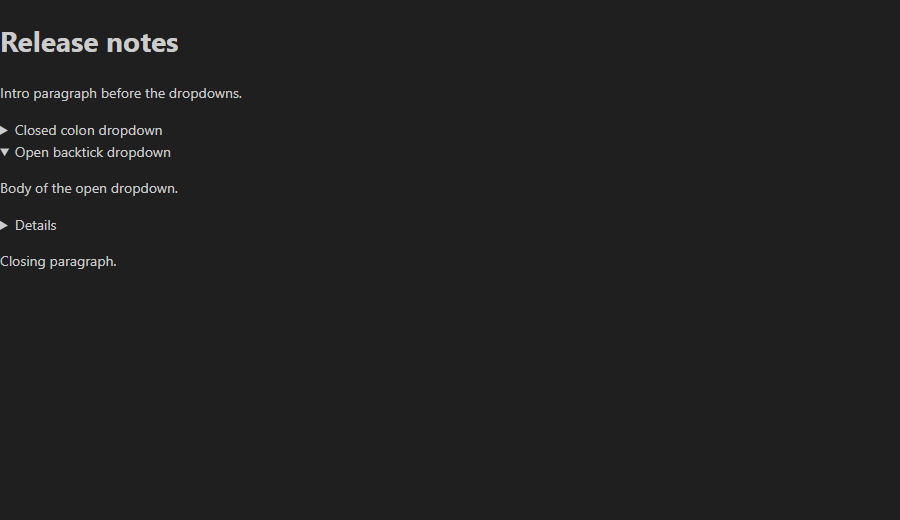 Release notes
Intro paragraph before the dropdowns.
Closed colon dropdown
Open backtick dropdown
Body of the open dropdown.
Details
Closing paragraph.